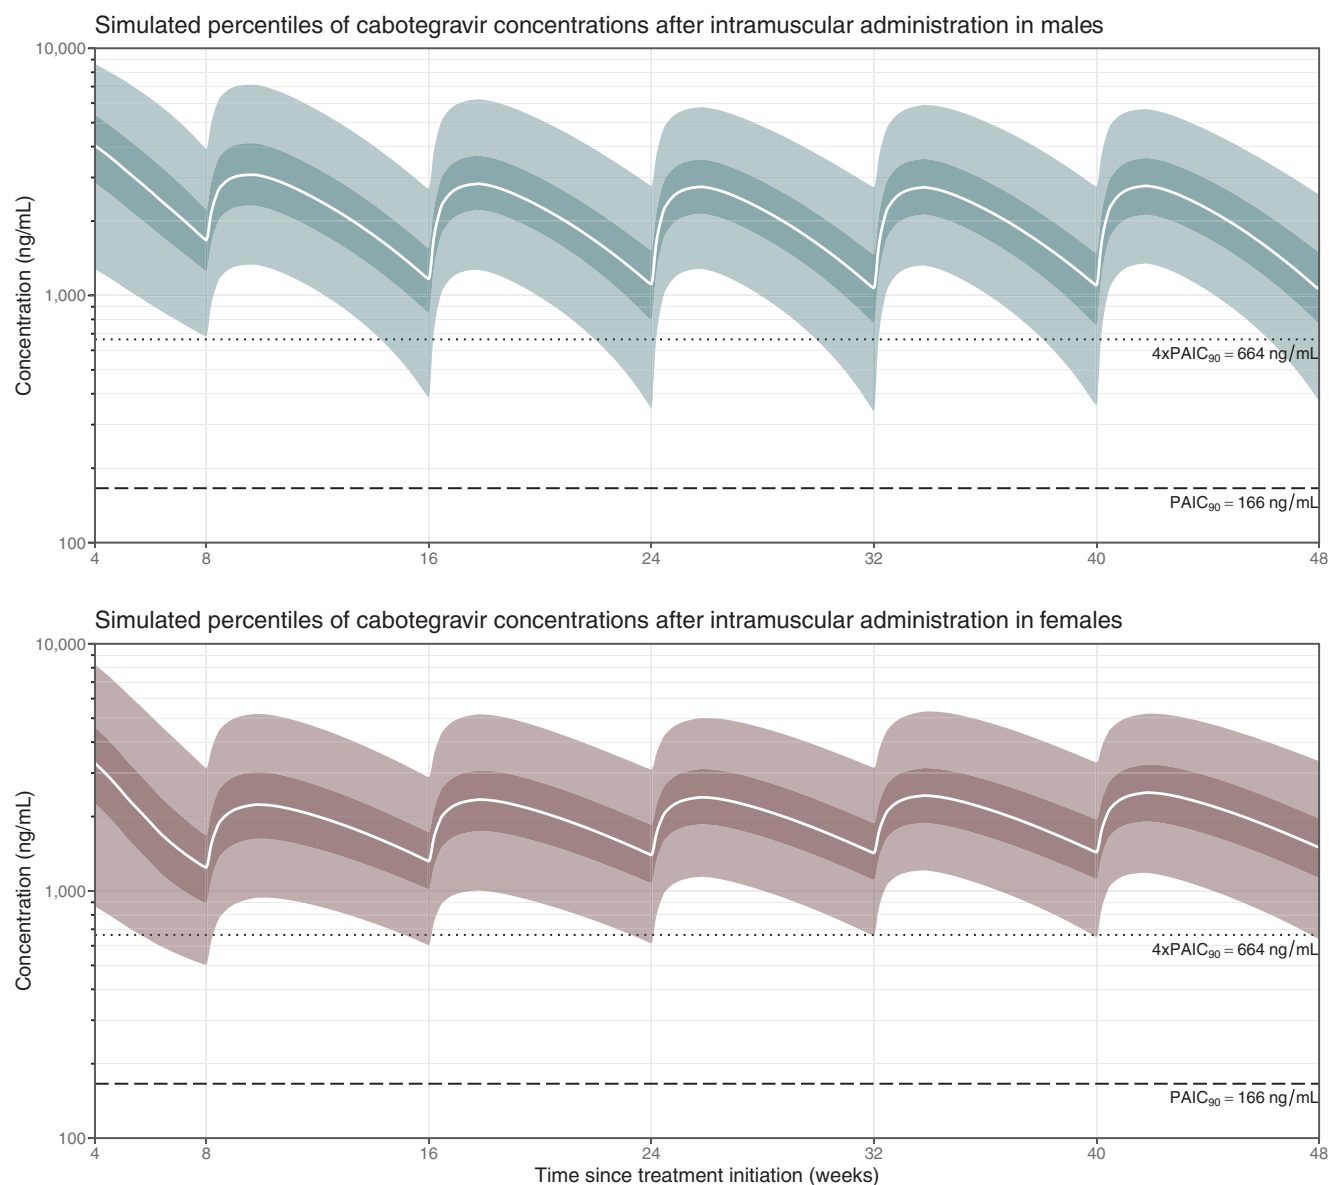 Simulated percentiles of cabotegravir concentrations after intramuscular administration in males
Concentration (ng/mL)
10,000
1,000
100
4xPAIC₉₀ = 664 ng/mL
PAIC₉₀ = 166 ng/mL
4 8 16 24 32 40 48
Simulated percentiles of cabotegravir concentrations after intramuscular administration in females
Concentration (ng/mL)
10,000
1,000
100
4xPAIC₉₀ = 664 ng/mL
PAIC₉₀ = 166 ng/mL
4 8 16 24 32 40 48
Time since treatment initiation (weeks)